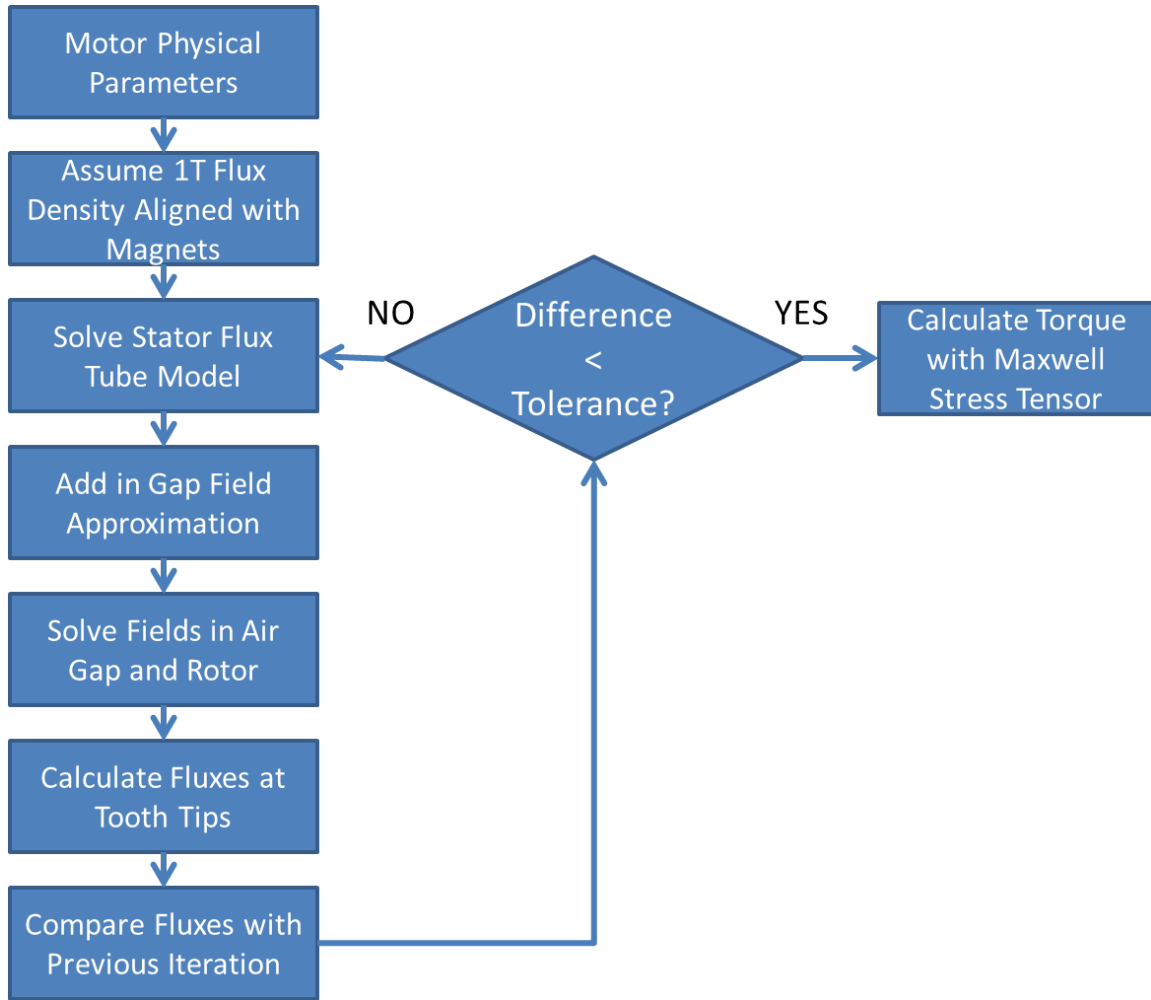 Motor Physical
Parameters
Assume 1T Flux
Density Aligned with
Magnets
Solve Stator Flux
Tube Model
Add in Gap Field
Approximation
Solve Fields in Air
Gap and Rotor
Calculate Fluxes at
Tooth Tips
Compare Fluxes with
Previous Iteration
NO
Difference
<
Tolerance?
YES
Calculate Torque
with Maxwell
Stress Tensor